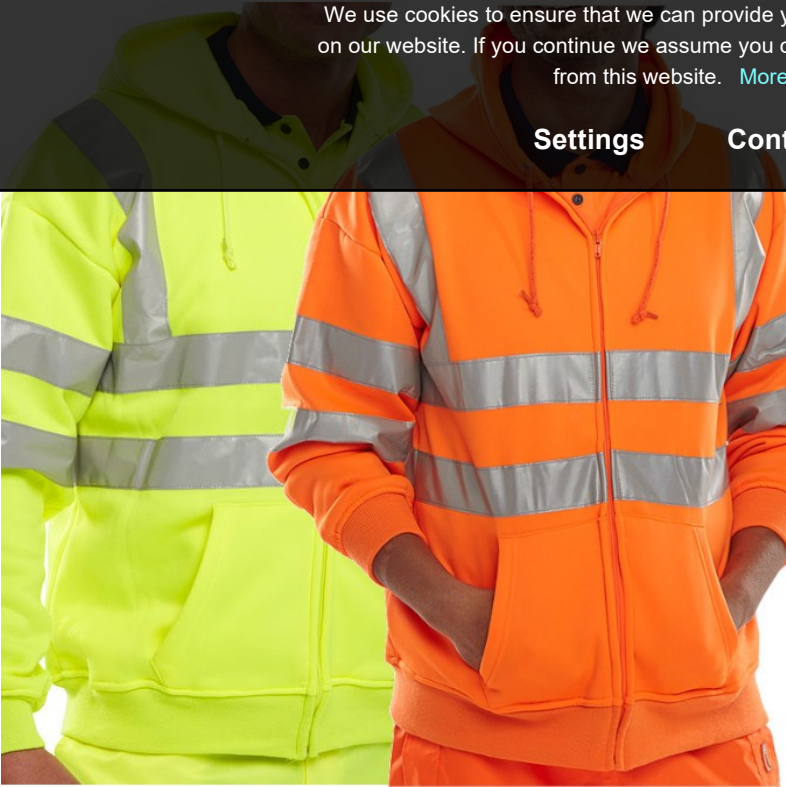 We use cookies to ensure that we can provide
on our website. If you continue we assume you
from this website. More
Settings Cont